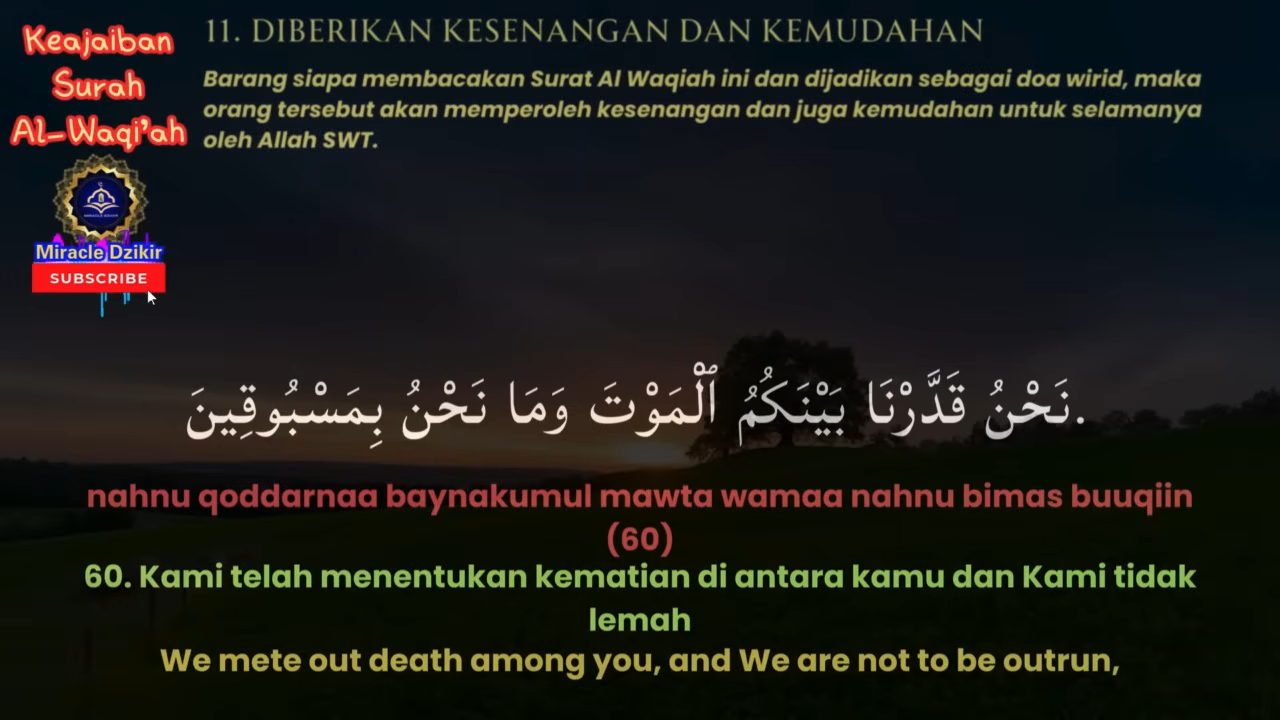 Keajaiban
Surah
Al-Waqi'ah
11. DIBERIKAN KESENANGAN DAN KEMUDAHAN
Barang siapa membacakan Surat Al Waqiah ini dan dijadikan sebagai doa wirid, maka
orang tersebut akan memperoleh kesenangan dan juga kemudahan untuk selamanya
oleh Allah SWT.
Miracle Dzikir
SUBSCRIBE
نَحْنُ قَدَّرْنَا بَيْنَكُمُ ٱلْمَوْتَ وَمَا نَحْنُ بِمَسْبُوقِينَ.
nahnu qoddarnaa baynakumul mawta wamaa nahnu bimas buuqiin
(60)
60. Kami telah menentukan kematian di antara kamu dan Kami tidak
lemah
We mete out death among you, and We are not to be outrun,